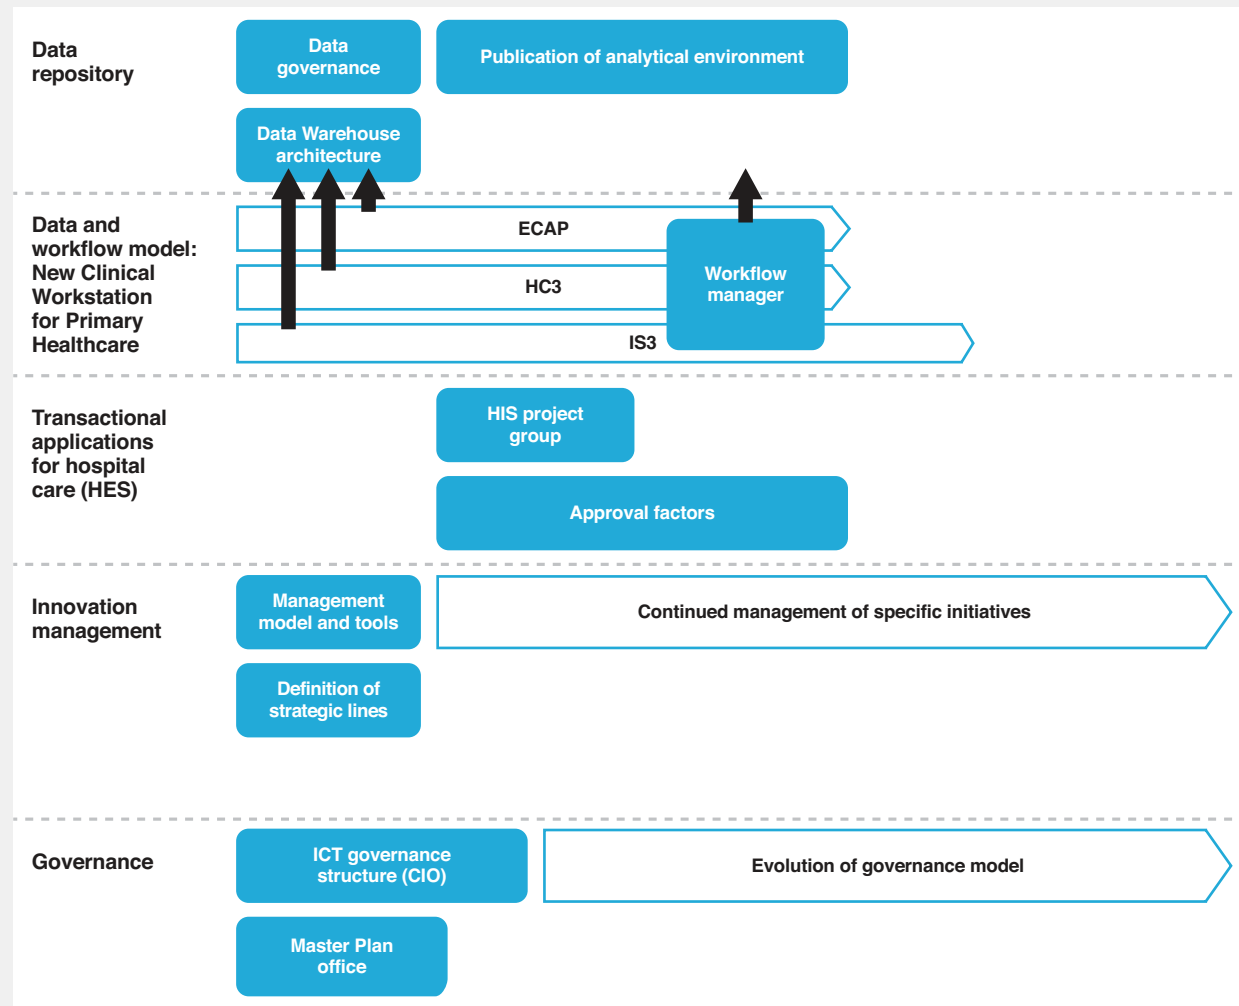 Data
repository
Data
governance
Publication of analytical environment
Data Warehouse
architecture
Data and
workflow model:
New Clinical
Workstation
for Primary
Healthcare
ECAP
HC3
IS3
Workflow
manager
Transactional
applications
for hospital
care (HES)
HIS project
group
Approval factors
Innovation
management
Management
model and tools
Continued management of specific initiatives
Definition of
strategic lines
Governance
ICT governance
structure (CIO)
Evolution of governance model
Master Plan
office